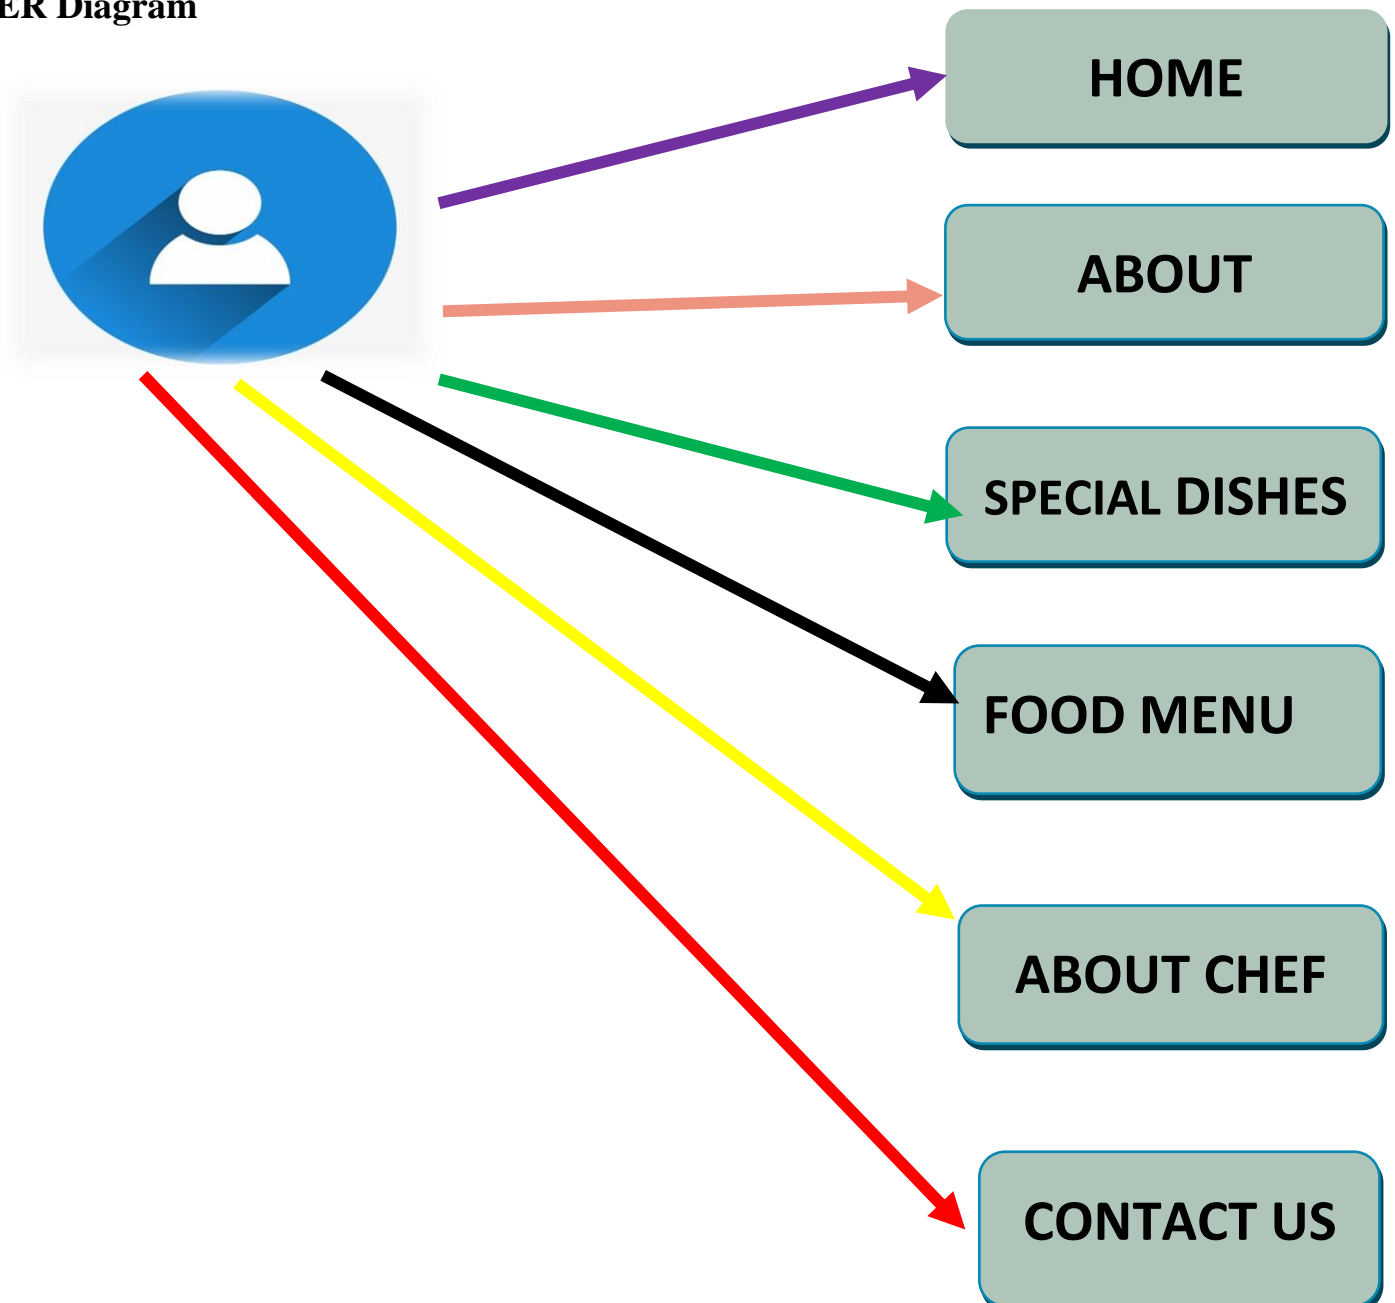 ER Diagram
HOME
ABOUT
SPECIAL DISHES
FOOD MENU
ABOUT CHEF
CONTACT US